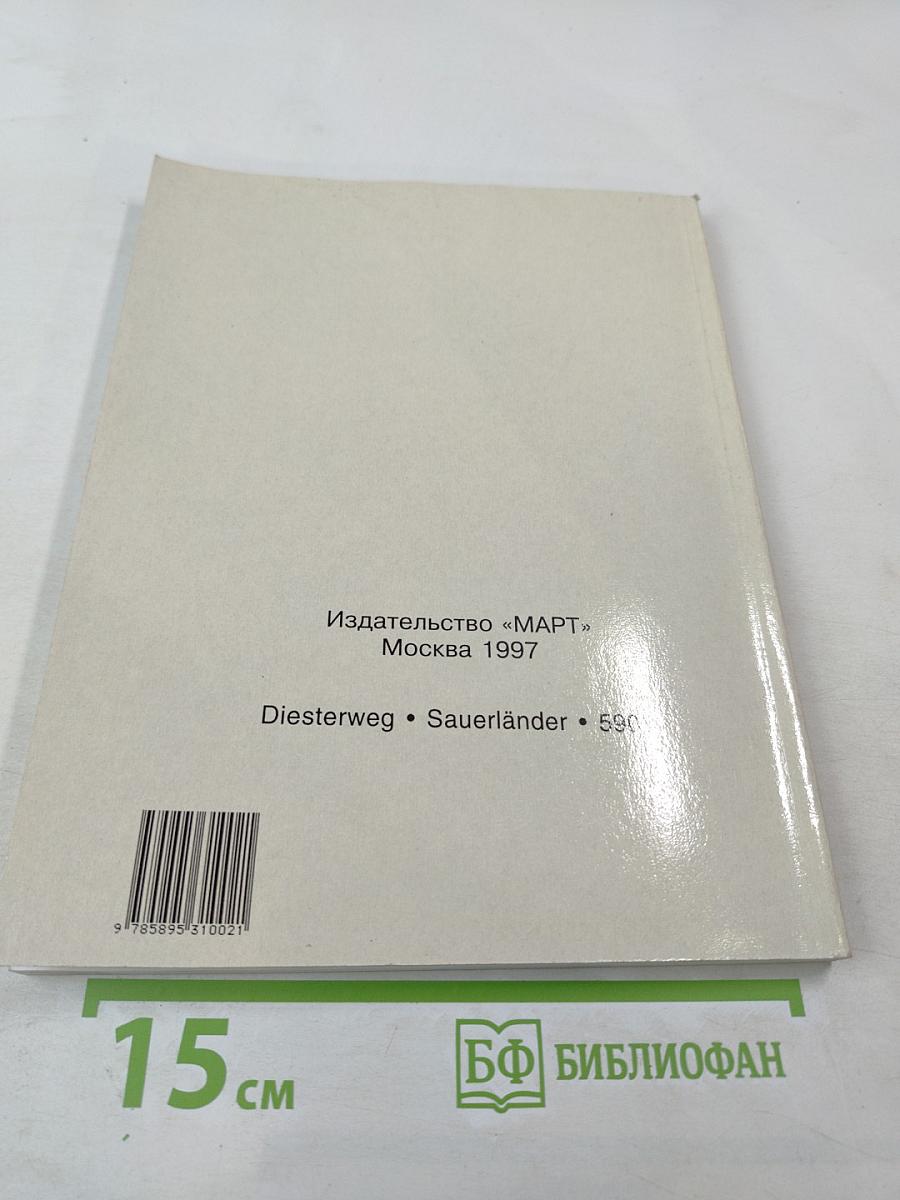 Издательство «МАРТ»
Москва 1997
Diesterweg • Sauerländer •
9 785895 310021
15 см
БФ БИБЛИОФАН